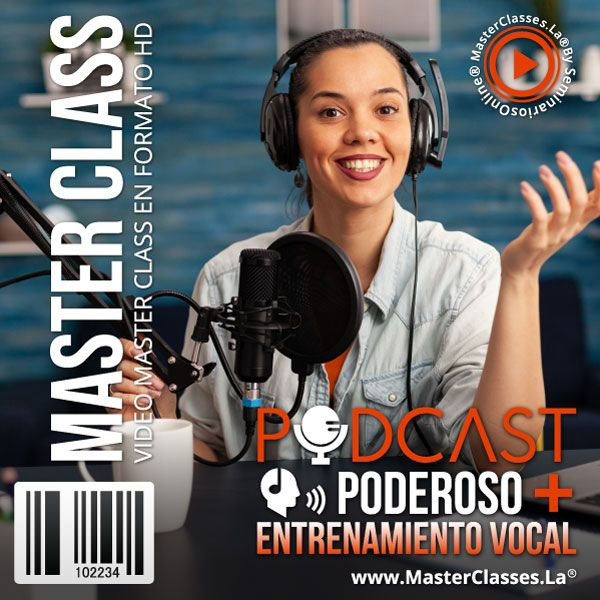 MASTER CLASS
VIDEO MASTER CLASS EN FORMATO HD
MasterClasses.La® By SeminariosOnline®
PODCAST
PODEROSO +
ENTRENAMIENTO VOCAL
102234
www.MasterClasses.La®